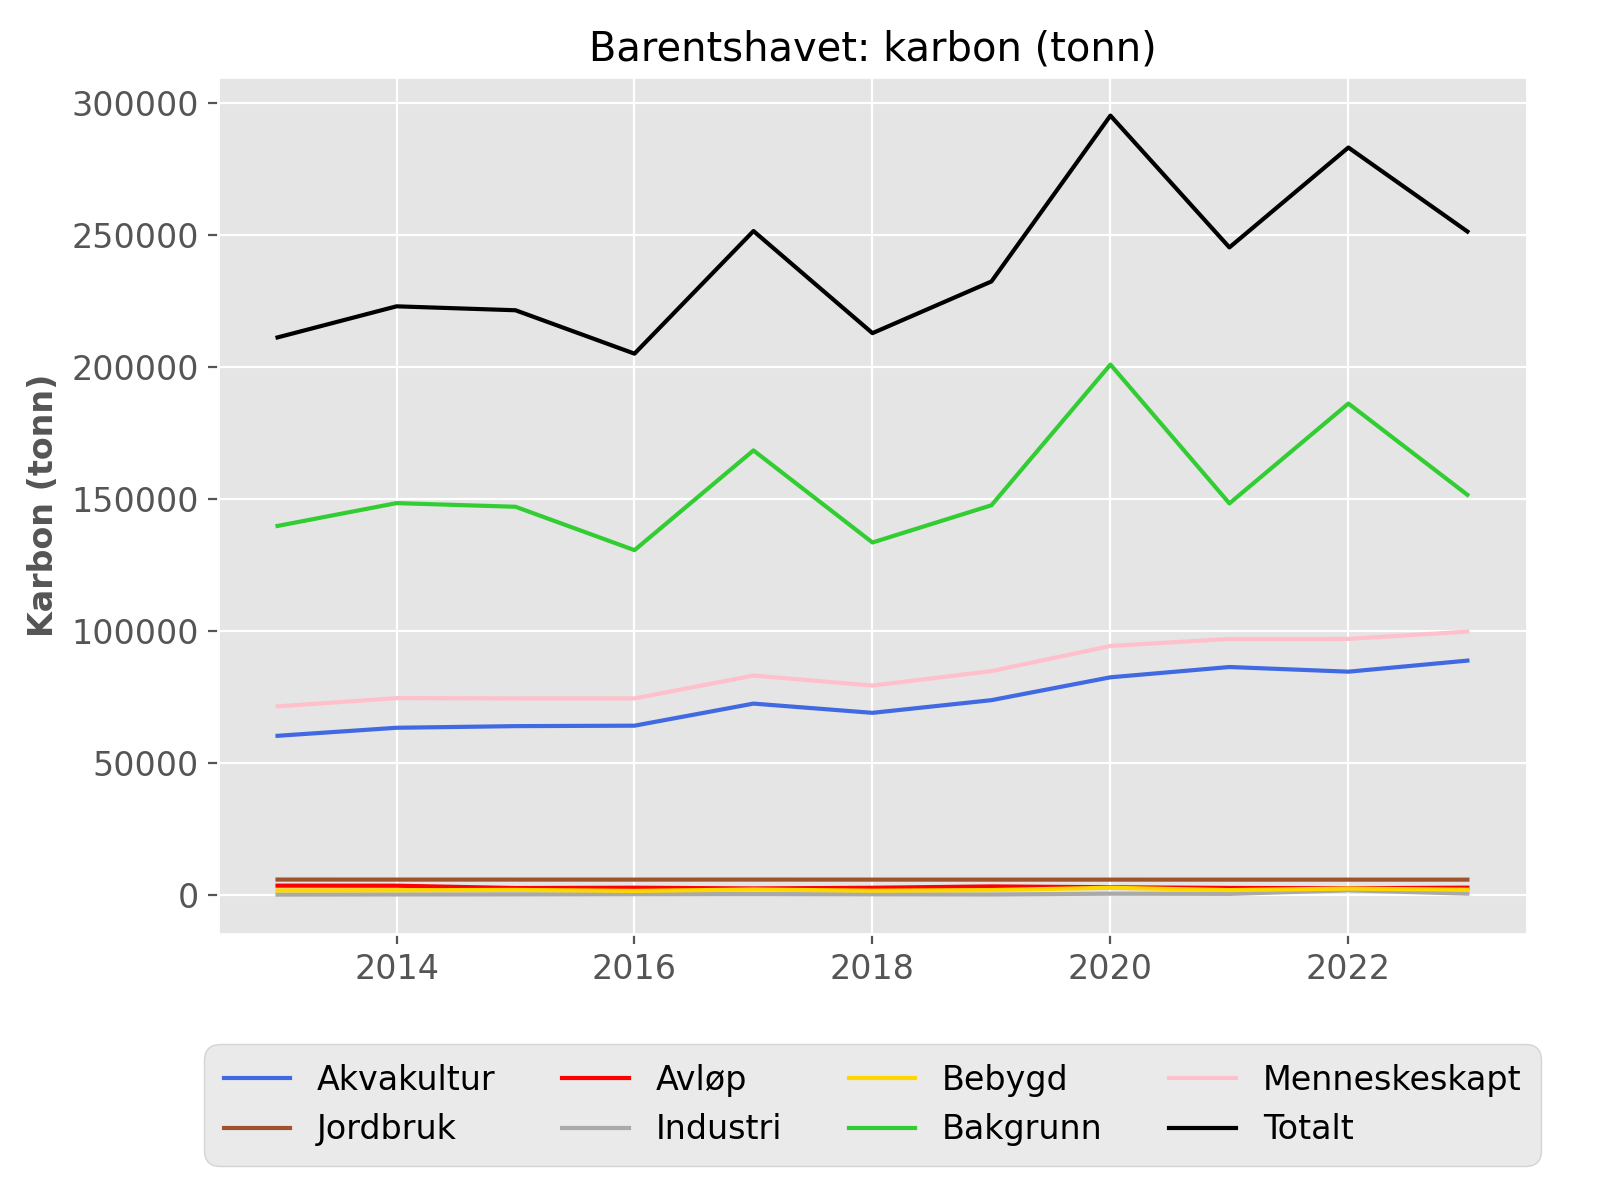 Barentshavet: karbon (tonn)
Karbon (tonn)
300000
250000
200000
150000
100000
50000
0
2014 2016 2018 2020 2022
Akvakultur Avløp Bebygd Menneskeskapt
Jordbruk Industri Bakgrunn Totalt